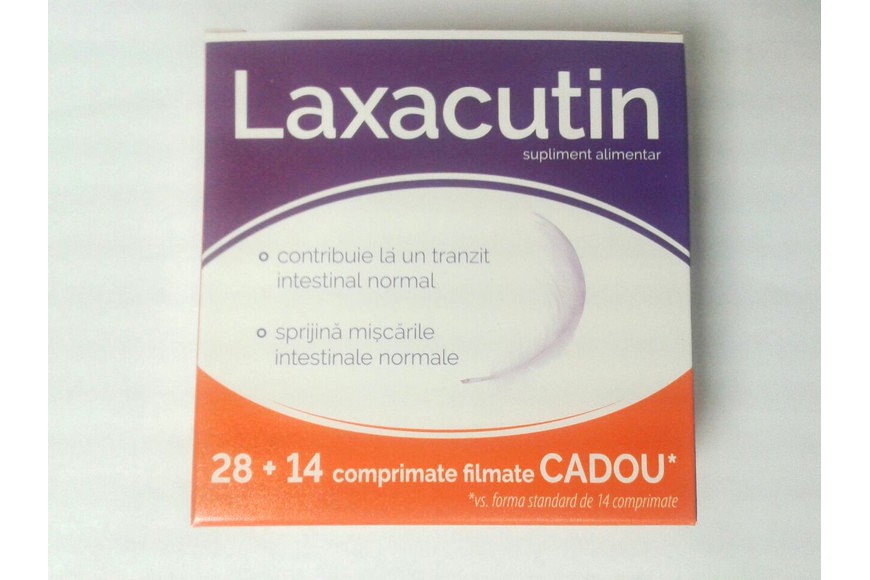 Laxacutin
supliment alimentar
contribuie la un tranzit
intestinal normal
sprijină mișcările
intestinale normale
28 + 14 comprimate filmate CADOU*
*vs. forma standard de 14 comprimate